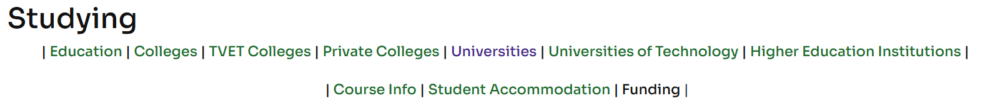 Studying
| Education | Colleges | TVET Colleges | Private Colleges | Universities | Universities of Technology | Higher Education Institutions |
| Course Info | Student Accommodation | Funding |